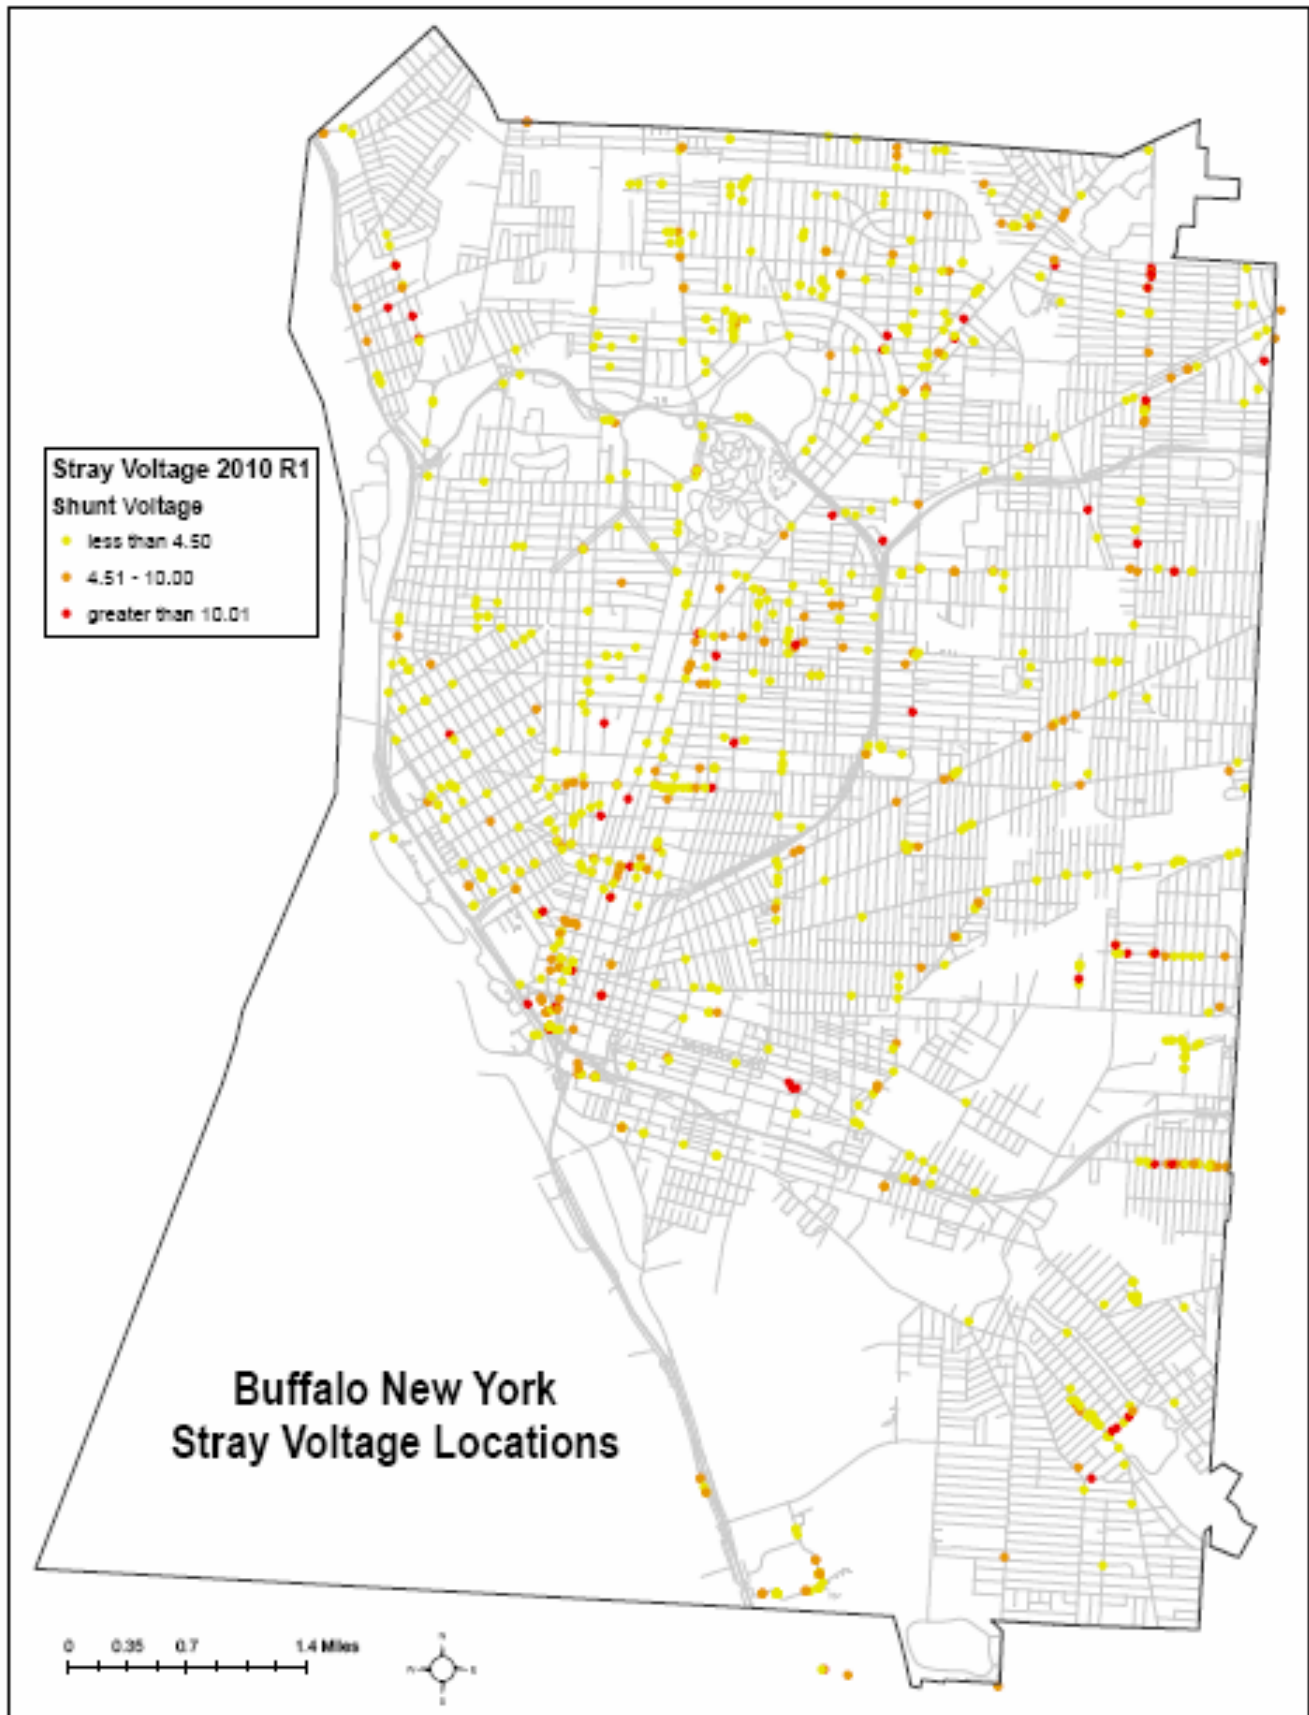 Stray Voltage 2010 R1
Shunt Voltage
less than 4.50
4.51 - 10.00
greater than 10.01
Buffalo New York
Stray Voltage Locations
0 0.35 0.7 1.4 Miles